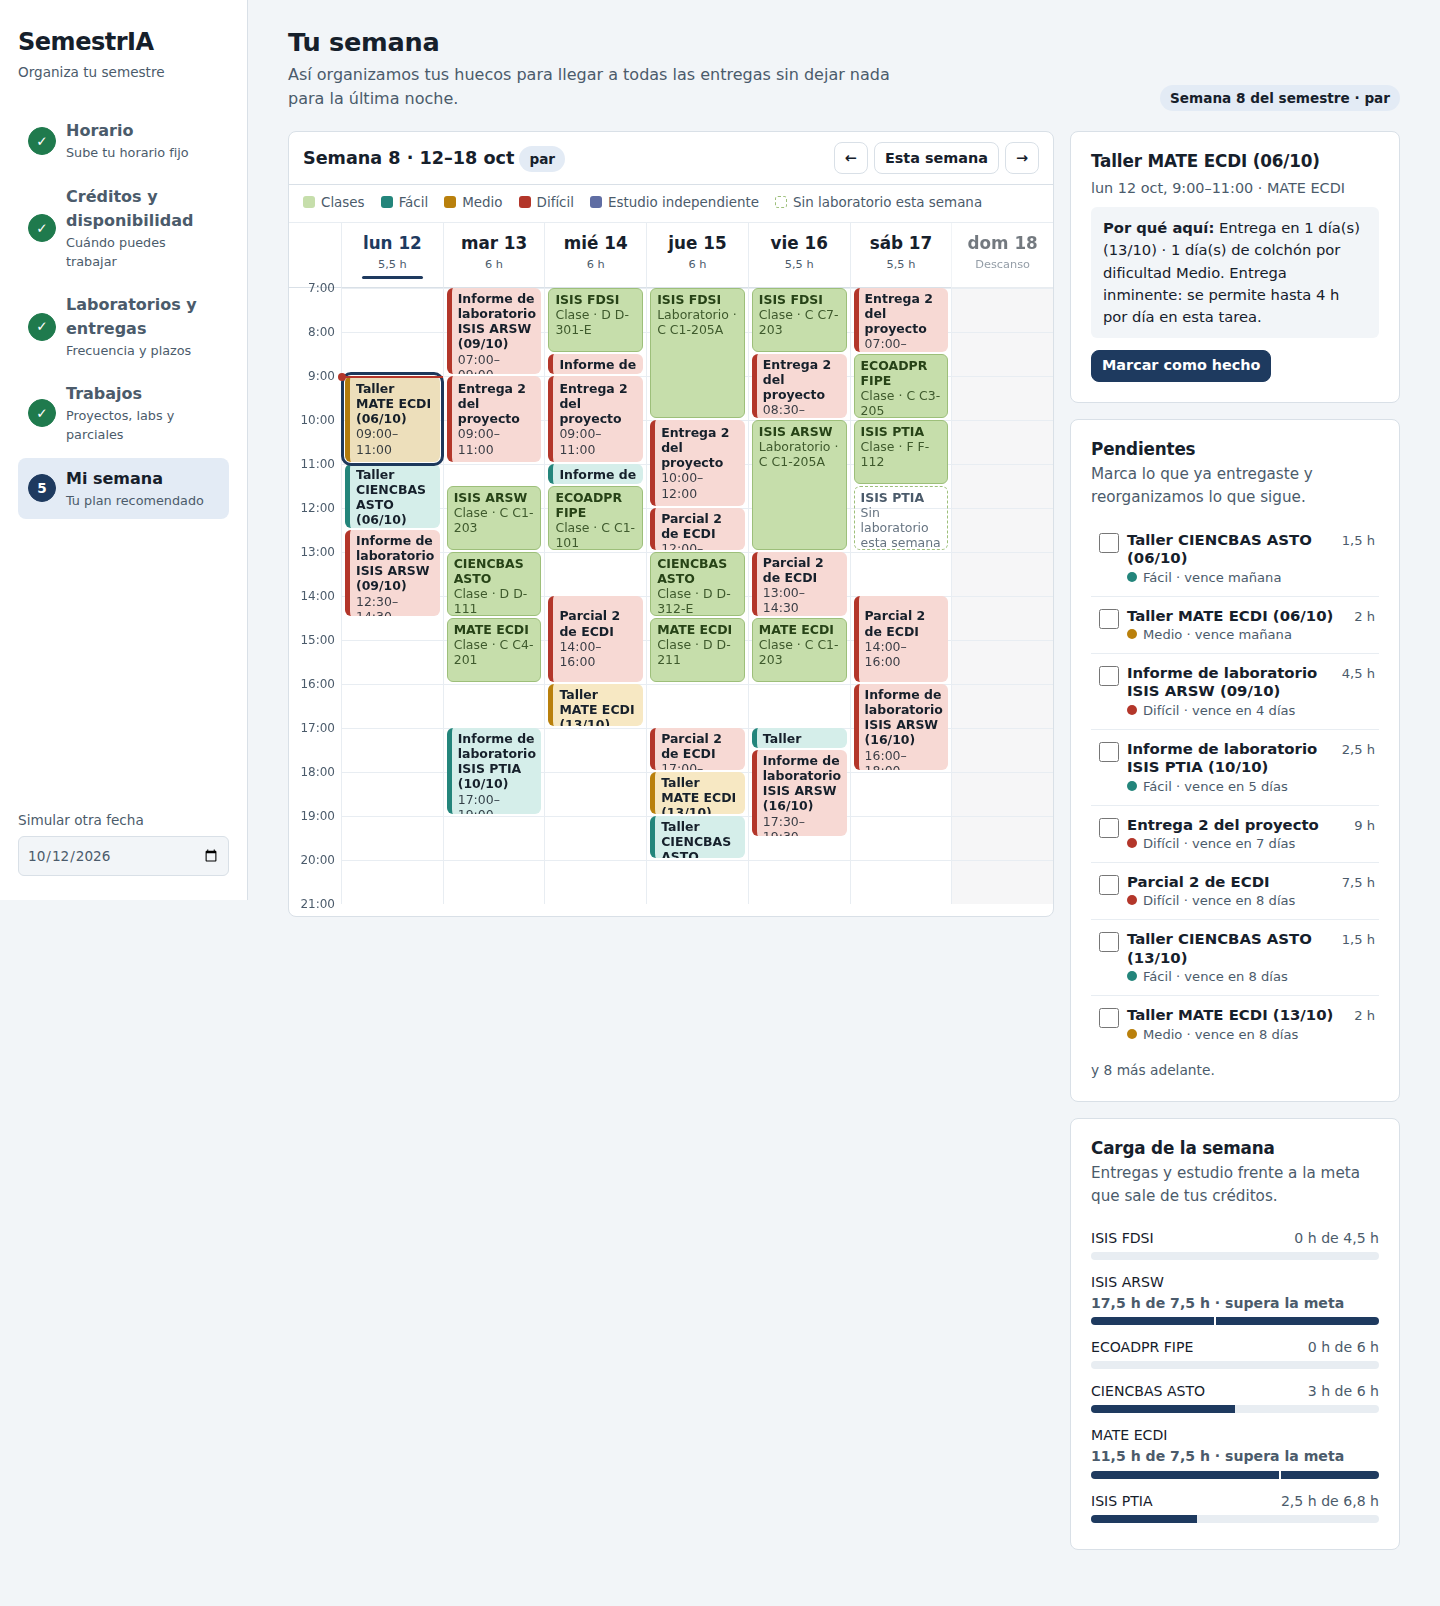 SemestrIA
Organiza tu semestre
✓
Horario
Sube tu horario fijo
✓
Créditos y
disponibilidad
Cuándo puedes
trabajar
✓
Laboratorios y
entregas
Frecuencia y plazos
✓
Trabajos
Proyectos, labs y
parciales
5
Mi semana
Tu plan recomendado
Simular otra fecha
10/12/2026
Tu semana
Así organizamos tus huecos para llegar a todas las entregas sin dejar nada
para la última noche.
Semana 8 del semestre · par
Semana 8 · 12–18 oct par
← Esta semana →
Clases Fácil Medio Difícil Estudio independiente Sin laboratorio esta semana
lun 12 mar 13 mié 14 jue 15 vie 16 sáb 17 dom 18
5,5 h 6 h 6 h 6 h 5,5 h 5,5 h Descanso
7:00
8:00
9:00
10:00
11:00
12:00
13:00
14:00
15:00
16:00
17:00
18:00
19:00
20:00
21:00
Taller
MATE ECDI
(06/10)
09:00–
11:00
Taller
CIENCBAS
ASTO
(06/10)
Informe de
laboratorio
ISIS ARSW
(09/10)
12:30–
14:30
Informe de
laboratorio
ISIS ARSW
(09/10)
07:00–
09:00
Entrega 2
del
proyecto
09:00–
11:00
ISIS ARSW
Clase · C C1-
203
CIENCBAS
ASTO
Clase · D D-
111
MATE ECDI
Clase · C C4-
201
Informe de
laboratorio
ISIS PTIA
(10/10)
17:00–
19:00
ISIS FDSI
Clase · D D-
301-E
Informe de
Entrega 2
del
proyecto
09:00–
11:00
Informe de
ECOADPR
FIPE
Clase · C C1-
101
Parcial 2
de ECDI
14:00–
16:00
Taller
MATE ECDI
(13/10)
ISIS FDSI
Laboratorio ·
C C1-205A
Entrega 2
del
proyecto
10:00–
12:00
Parcial 2
de ECDI
12:00–
CIENCBAS
ASTO
Clase · D D-
312-E
MATE ECDI
Clase · D D-
211
Parcial 2
de ECDI
17:00–
Taller
MATE ECDI
(13/10)
Taller
CIENCBAS
ASTO
ISIS FDSI
Clase · C C7-
203
Entrega 2
del
proyecto
08:30–
ISIS ARSW
Laboratorio ·
C C1-205A
Parcial 2
de ECDI
13:00–
14:30
MATE ECDI
Clase · C C1-
203
Taller
Informe de
laboratorio
ISIS ARSW
(16/10)
17:30–
19:30
Entrega 2
del
proyecto
07:00–
ECOADPR
FIPE
Clase · C C3-
205
ISIS PTIA
Clase · F F-
112
ISIS PTIA
Sin
laboratorio
esta semana
Parcial 2
de ECDI
14:00–
16:00
Informe de
laboratorio
ISIS ARSW
(16/10)
16:00–
18:00
Taller MATE ECDI (06/10)
lun 12 oct, 9:00–11:00 · MATE ECDI
Por qué aquí: Entrega en 1 día(s)
(13/10) · 1 día(s) de colchón por
dificultad Medio. Entrega
inminente: se permite hasta 4 h
por día en esta tarea.
Marcar como hecho
Pendientes
Marca lo que ya entregaste y
reorganizamos lo que sigue.
Taller CIENCBAS ASTO 1,5 h
(06/10)
Fácil · vence mañana
Taller MATE ECDI (06/10) 2 h
Medio · vence mañana
Informe de laboratorio 4,5 h
ISIS ARSW (09/10)
Difícil · vence en 4 días
Informe de laboratorio 2,5 h
ISIS PTIA (10/10)
Fácil · vence en 5 días
Entrega 2 del proyecto 9 h
Difícil · vence en 7 días
Parcial 2 de ECDI 7,5 h
Difícil · vence en 8 días
Taller CIENCBAS ASTO 1,5 h
(13/10)
Fácil · vence en 8 días
Taller MATE ECDI (13/10) 2 h
Medio · vence en 8 días
y 8 más adelante.
Carga de la semana
Entregas y estudio frente a la meta
que sale de tus créditos.
ISIS FDSI 0 h de 4,5 h
ISIS ARSW
17,5 h de 7,5 h · supera la meta
ECOADPR FIPE 0 h de 6 h
CIENCBAS ASTO 3 h de 6 h
MATE ECDI
11,5 h de 7,5 h · supera la meta
ISIS PTIA 2,5 h de 6,8 h